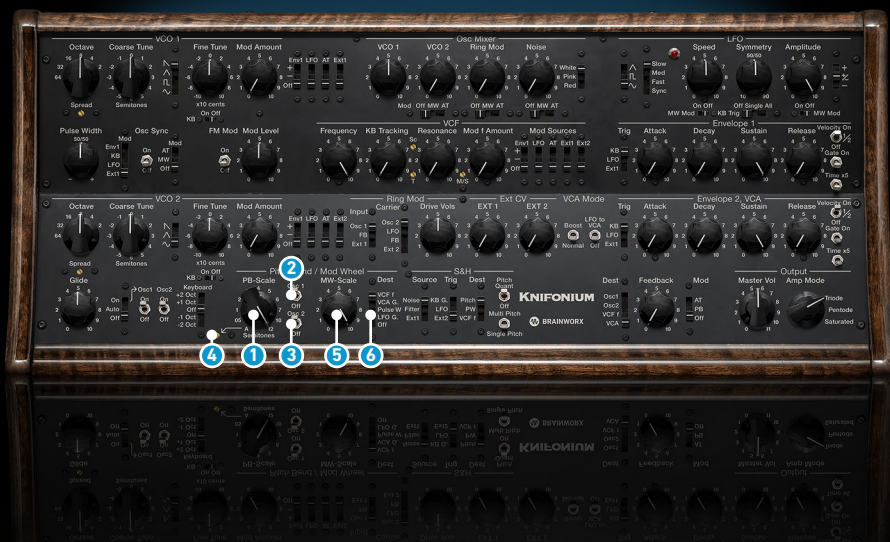 VCO 1
Octave Coarse Tune Fine Tune Mod Amount
Env1 LFO AT Ext1
Off
Spread Semitones x10 cents
On Off
KB
Osc Mixer
VCO 1 VCO 2 Ring Mod Noise
White
Pink
Red
Mod Off MW AT Off MW AT Off MW AT
LFO
Speed Symmetry Amplitude
50/50
Slow
Med
Fast
Sync
On Off Off Single All On Off
MW Mod KB Trig MW Mod
Pulse Width Osc Sync FM Mod Mod Level
50/50
Mod
Env1
KB
LFO
Ext1
On
Off
Mod
AT
MW
Off
On
Off
VCF
Frequency KB Tracking Resonance Mod f Amount Mod Sources
Env1 LFO AT Ext1 Ext2
Off
Sc
T
M/S
Envelope 1
Trig Attack Decay Sustain Release
KB
LFO
Ext1
Velocity On
1/2
Off
Gate On
Off
Time x5
VCO 2
Octave Coarse Tune Fine Tune Mod Amount
Env1 LFO AT Ext2
Off
Spread Semitones x10 cents
On Off
KB
Ring Mod
Input Carrier Drive Vols
Osc 1
FB
Ext 1
Osc 2
LFO
FB
Ext 2
Ext CV
EXT 1 EXT 2
VCA Mode
Boost
Normal
LFO to
VCA
Off
Envelope 2, VCA
Trig Attack Decay Sustain Release
KB
LFO
Ext1
Velocity On
1/2
Off
Gate On
Off
Time x5
Glide
On
Auto
Off
Osc1 Osc2
On On
Off Off
Keyboard
+2 Oct
+1 Oct
-1 Oct
-2 Oct
PB-Scale
Semitones
Osc 2
Off
Mod Wheel
MW-Scale
Dest
VCF f
VCA G.
Pulse W
LFO G.
Off
S&H
Source Trig Dest
Noise
Filter
Ext1
KB G.
LFO
Ext2
Pitch
PW
VCF f
Pitch
Quant
Off
Multi Pitch
Single Pitch
KNIFONIUM
BRAINWORX
Dest Feedback Mod
Osc1
Osc2
VCF f
VCA
AT
PB
Off
Output
Master Vol Amp Mode
Triode
Pentode
Saturated
2
4 1 3 5 6